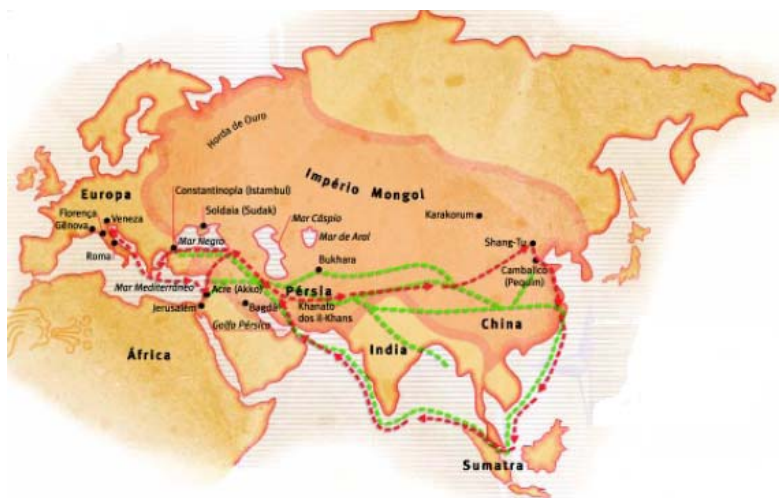 Horda de Ouro
Império Mongol
Europa
Constantinopla (Istambul)
Florença
Veneza
Gênova
Soldaia (Sudak)
Mar Cáspio
Karakorum
Mar Negro
Mar de Aral
Shang-Tu
Roma
Bukhara
Cambalico
(Pequim)
Mar Mediterrâneo
Acre (Akko)
Pérsia
Jerusalém
Bagdá
Khanato
dos Il-Khans
China
Golfo Pérsico
África
India
Sumatra